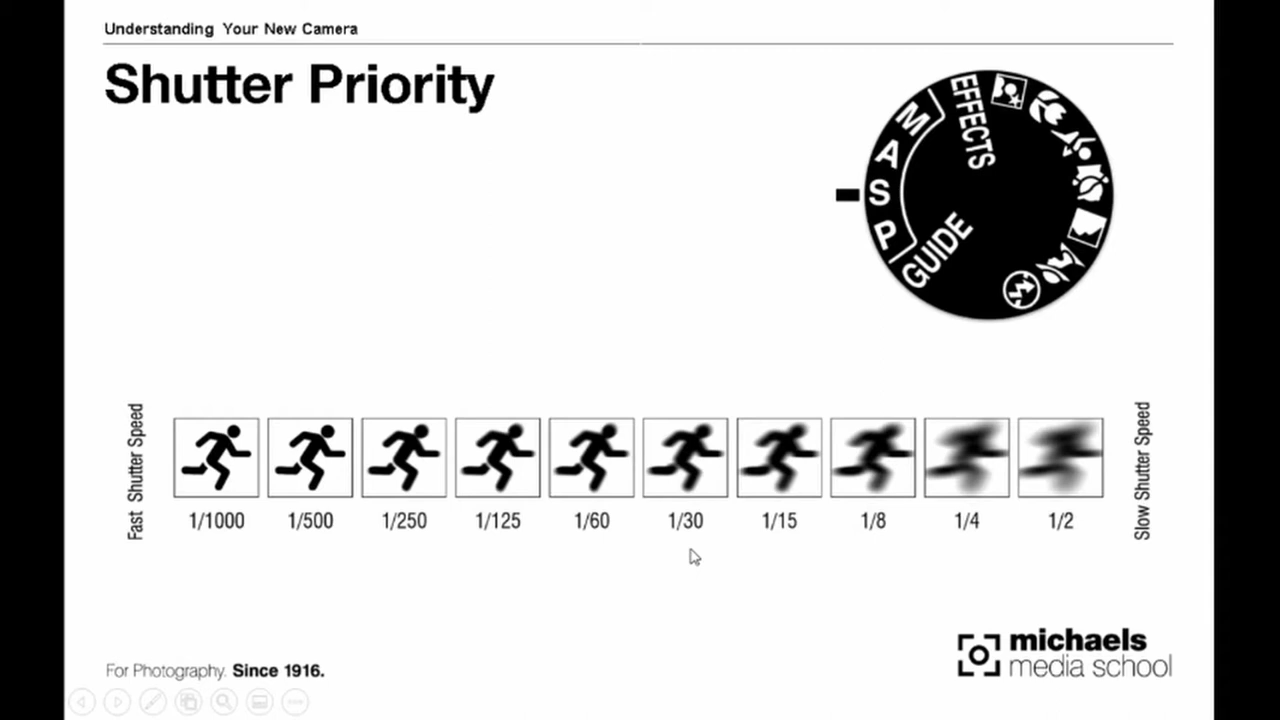 Understanding Your New Camera
Shutter Priority
EFFECTS
M
A
S
P
GUIDE
Fast Shutter Speed
1/1000 1/500 1/250 1/125 1/60 1/30 1/15 1/8 1/4 1/2
Slow Shutter Speed
For Photography. Since 1916.
michaels
media school